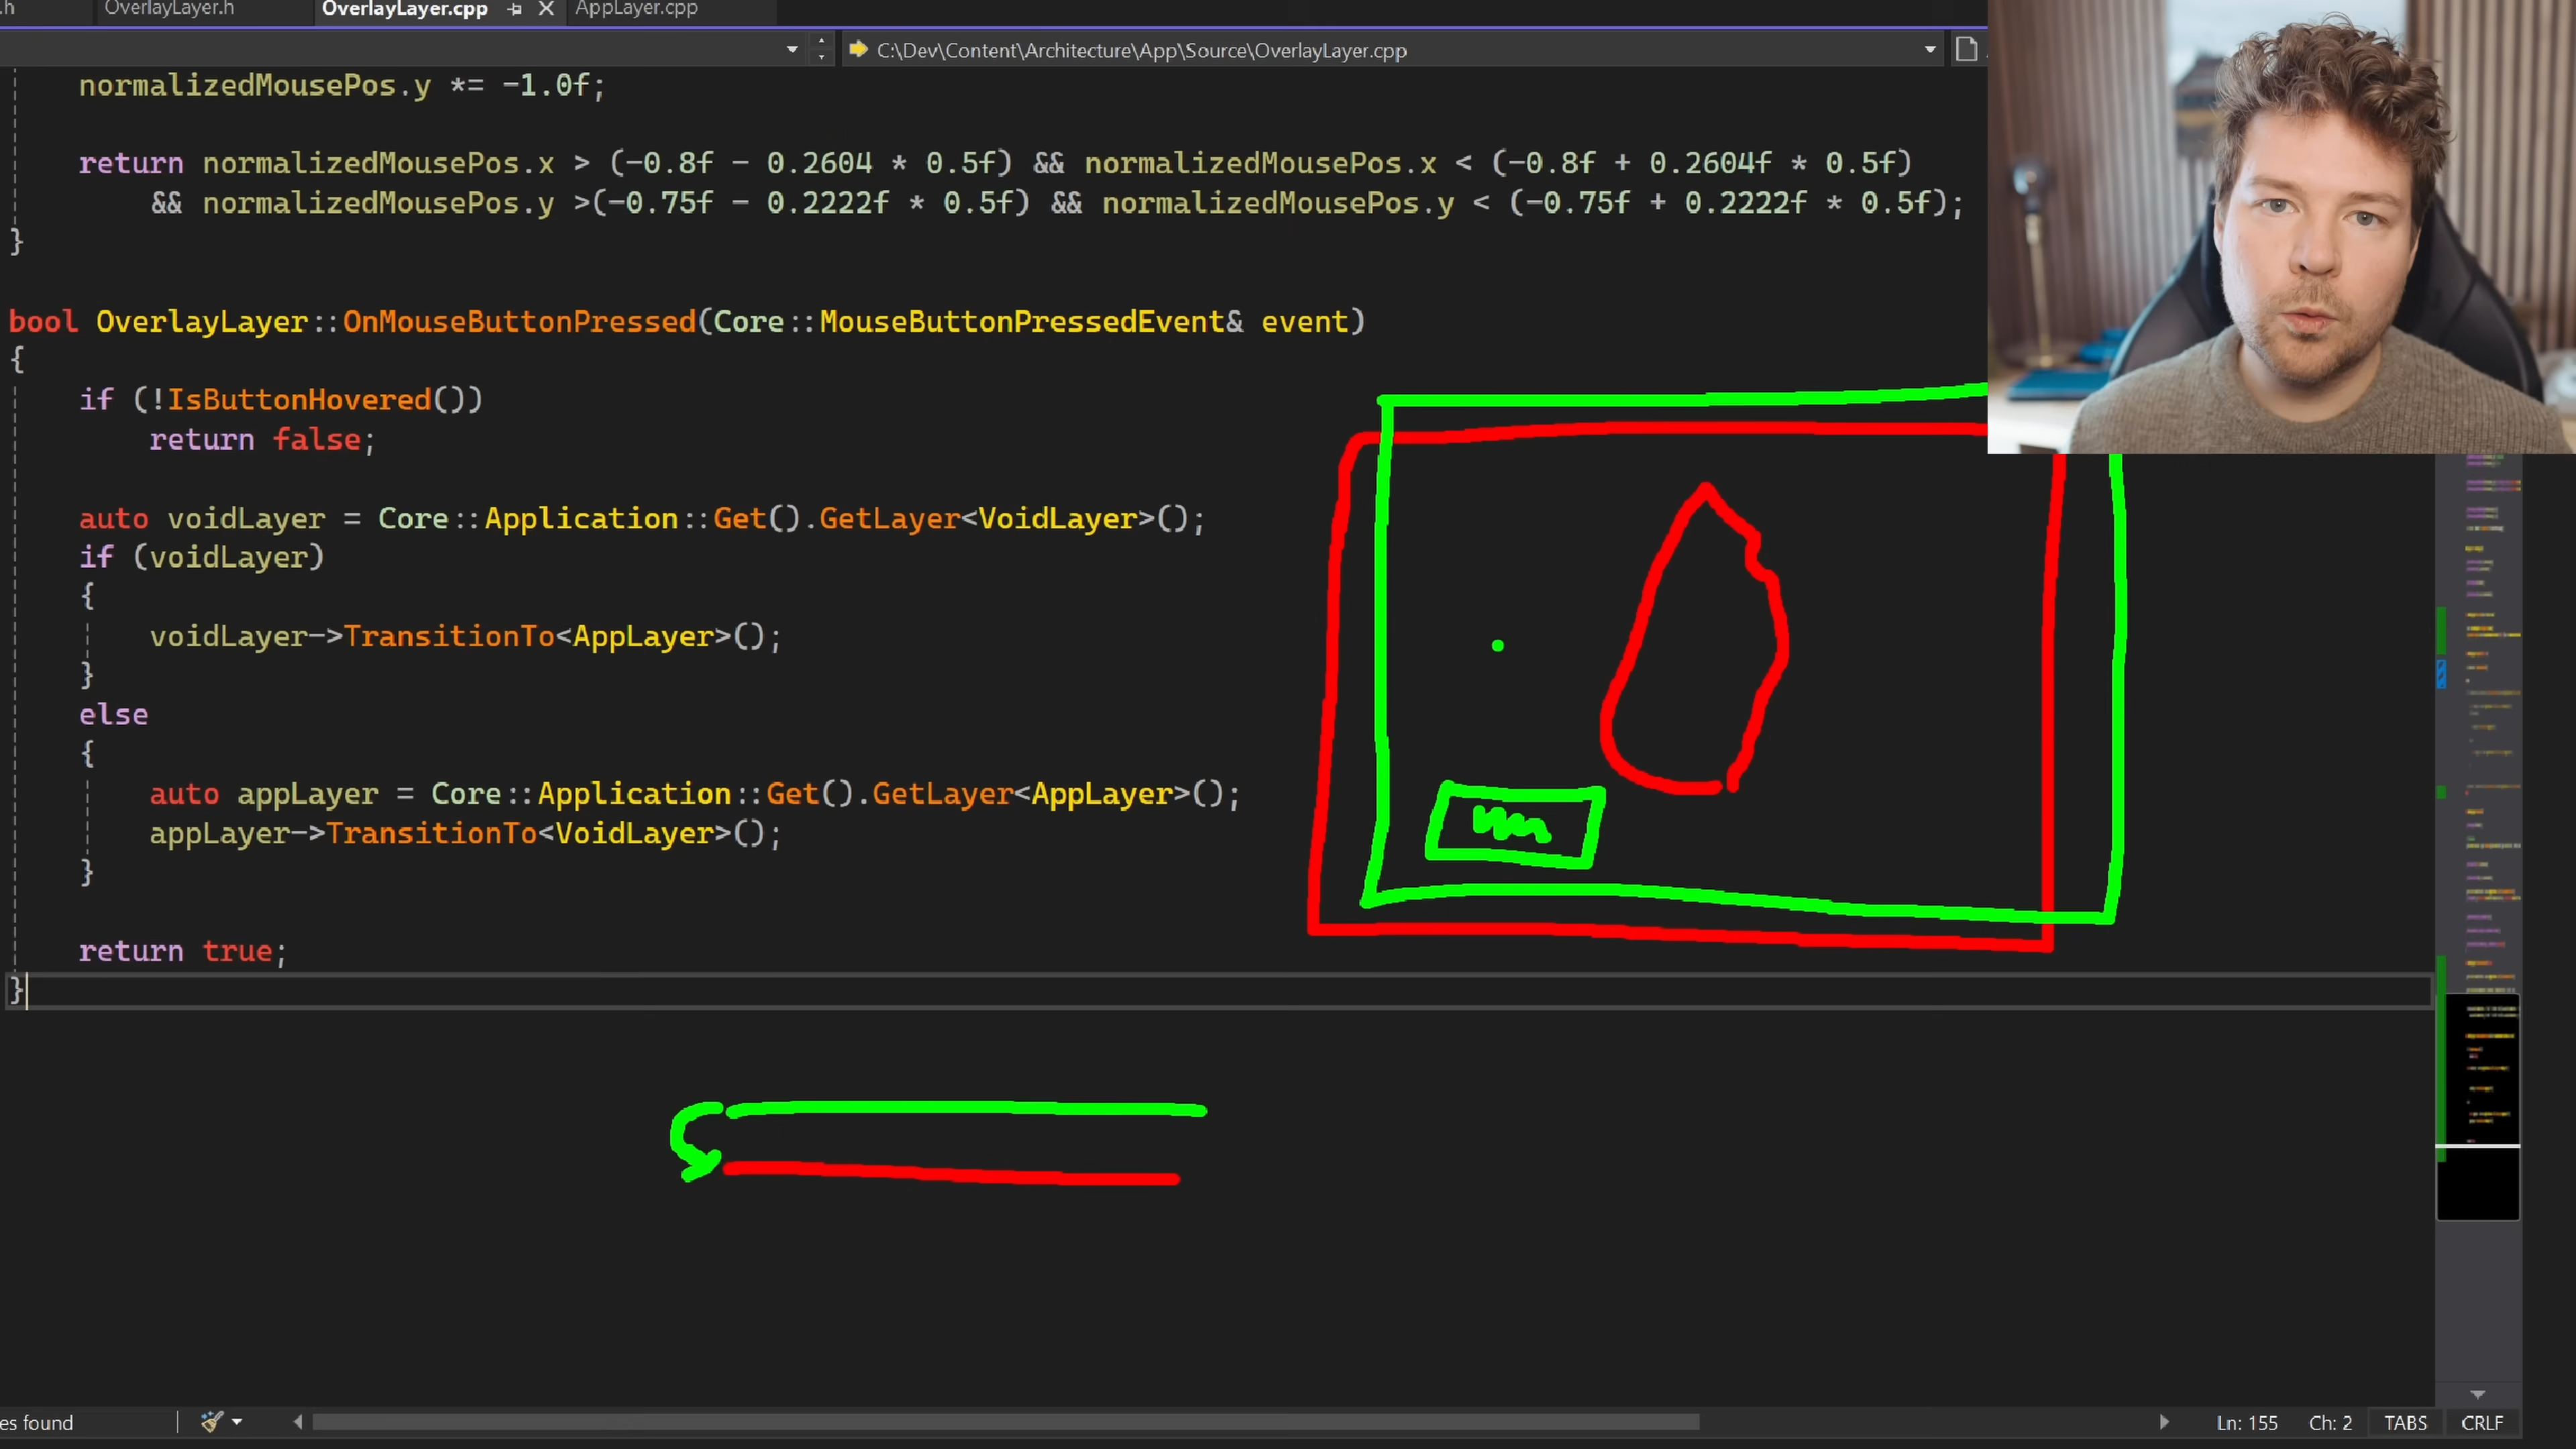 .h OverlayLayer.h OverlayLayer.cpp AppLayer.cpp
C:\Dev\Content\Architecture\App\Source\OverlayLayer.cpp
normalizedMousePos.y *= -1.0f;
return normalizedMousePos.x > (-0.8f - 0.2604 * 0.5f) && normalizedMousePos.x < (-0.8f + 0.2604f * 0.5f)
&& normalizedMousePos.y >(-0.75f - 0.2222f * 0.5f) && normalizedMousePos.y < (-0.75f + 0.2222f * 0.5f);
}
bool OverlayLayer::OnMouseButtonPressed(Core::MouseButtonPressedEvent& event)
{
if (!IsButtonHovered())
return false;
auto voidLayer = Core::Application::Get().GetLayer<VoidLayer>();
if (voidLayer)
{
voidLayer->TransitionTo<AppLayer>();
}
else
{
auto appLayer = Core::Application::Get().GetLayer<AppLayer>();
appLayer->TransitionTo<VoidLayer>();
}
return true;
}
es found Ln: 155 Ch: 2 TABS CRLF